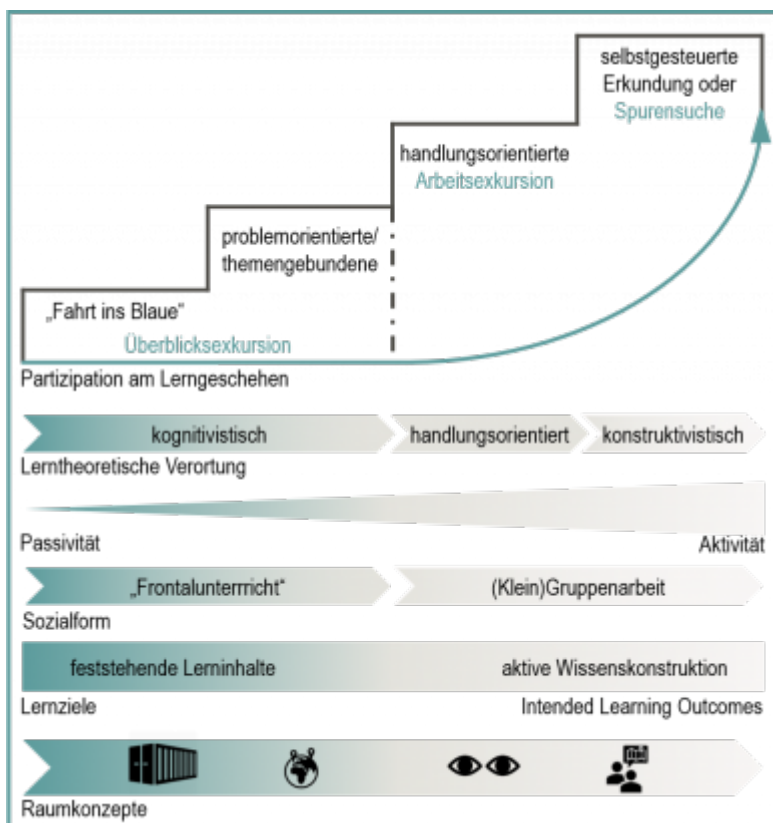 selbstgesteuerte
Erkundung oder
Spurensuche
handlungsorientierte
Arbeitsexkursion
problemorientierte/
themengebundene
„Fahrt ins Blaue“
Überblicksexkursion
Partizipation am Lerngeschehen
kognitivistisch handlungsorientiert konstruktivistisch
Lerntheoretische Verortung
Passivität Aktivität
„Frontalunterrricht“ (Klein)Gruppenarbeit
Sozialform
feststehende Lerninhalte aktive Wissenskonstruktion
Lernziele Intended Learning Outcomes
Raumkonzepte